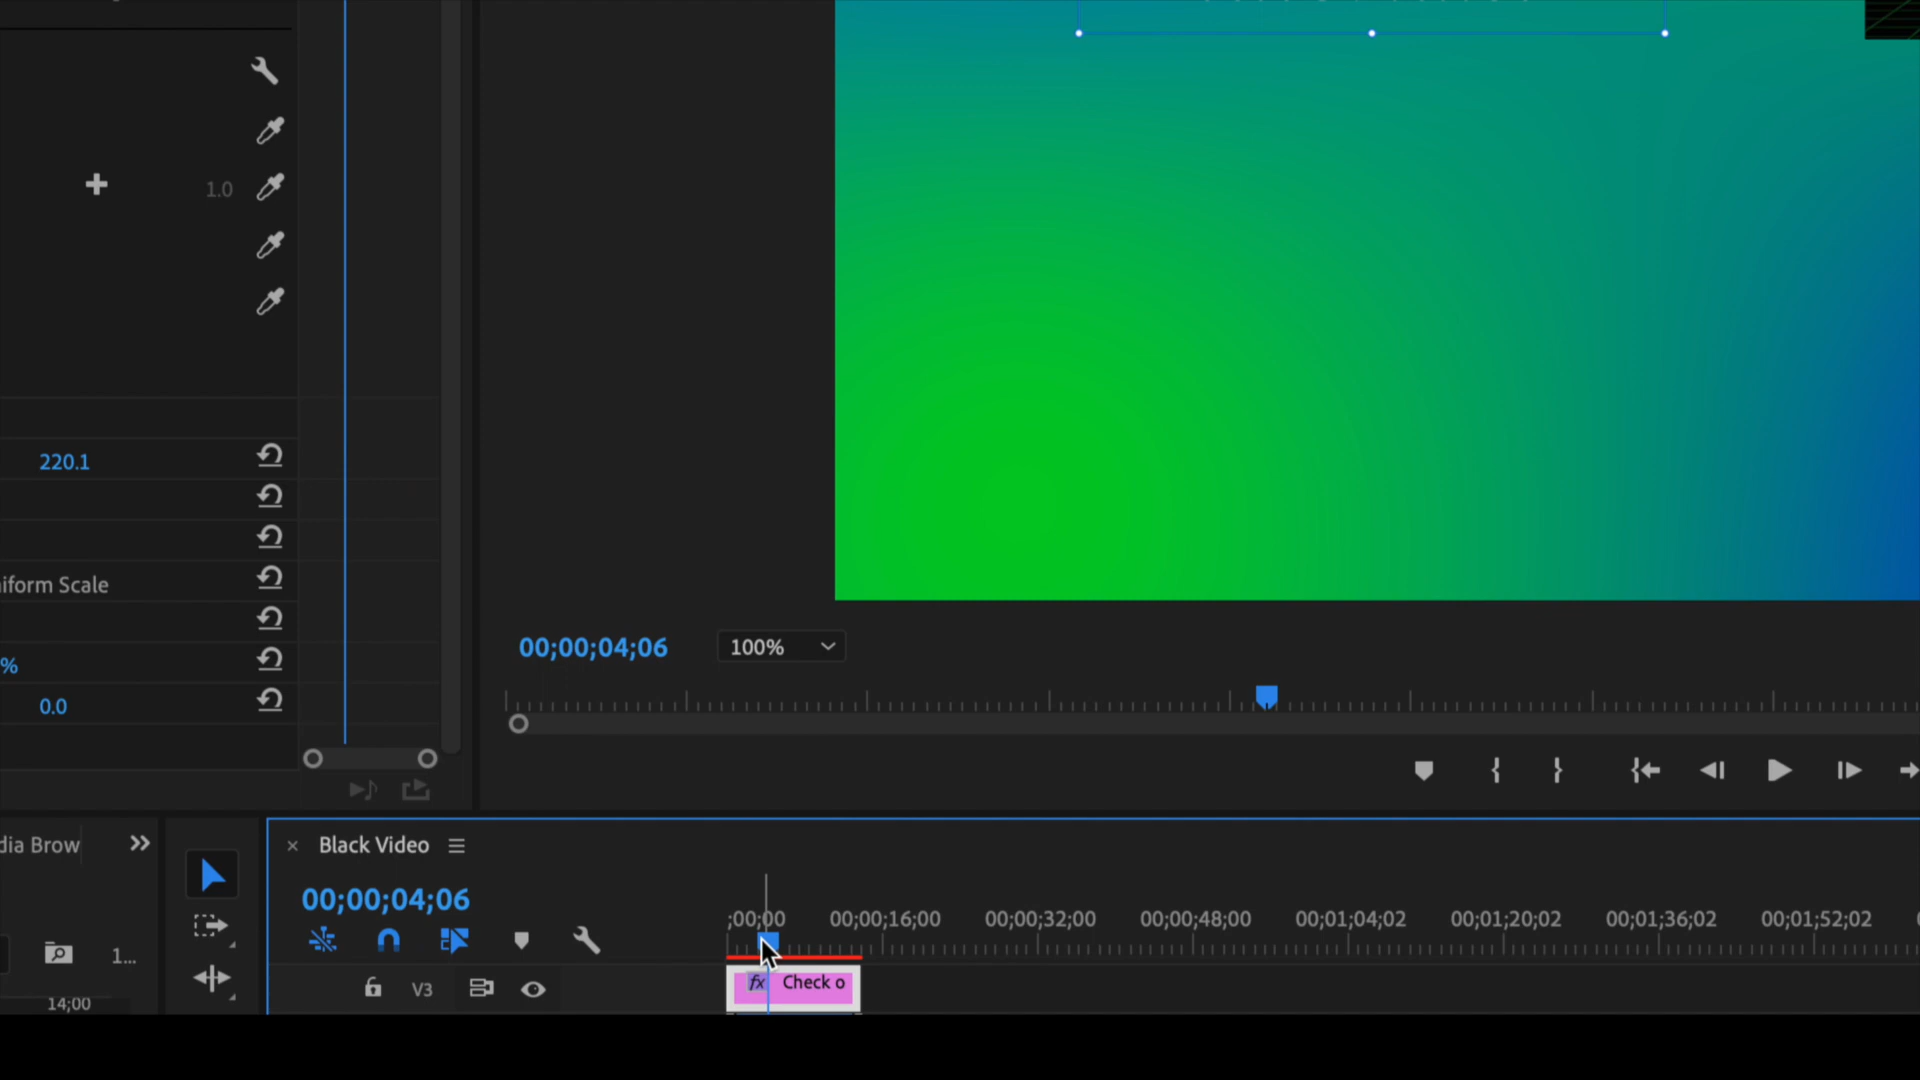 1.0
220.1
iform Scale
%
0.0
00;00;04;06
100%
dia Brow
Black Video
00;00;04;06
;00;00
00;00;16;00
00;00;32;00
00;00;48;00
00;01;04;02
00;01;20;02
00;01;36;02
00;01;52;02
1...
V3
fx
Check o
14;00